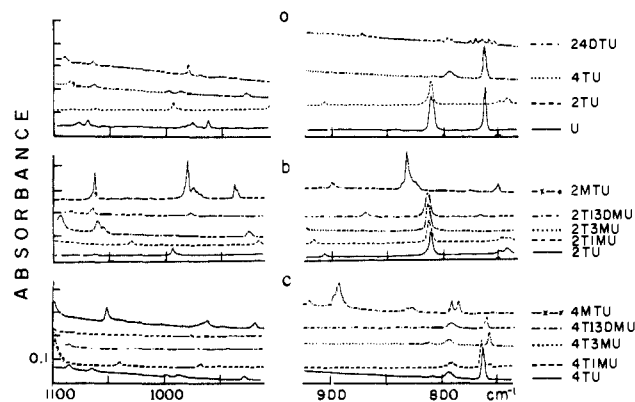 a
24DTU
4TU
2TU
U
ABSORBANCE
b
2MTU
2T13DMU
2T3MU
2T1MU
2TU
c
4MTU
4T13DMU
4T3MU
4T1MU
4TU
0.1
1100 1000 900 800 cm-1